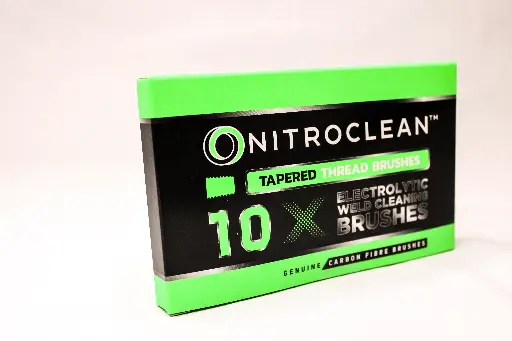 NITROCLEAN™
TAPERED THREAD BRUSHES
10 X
ELECTROLYTIC
WELD CLEANING
BRUSHES
GENUINE CARBON FIBRE BRUSHES